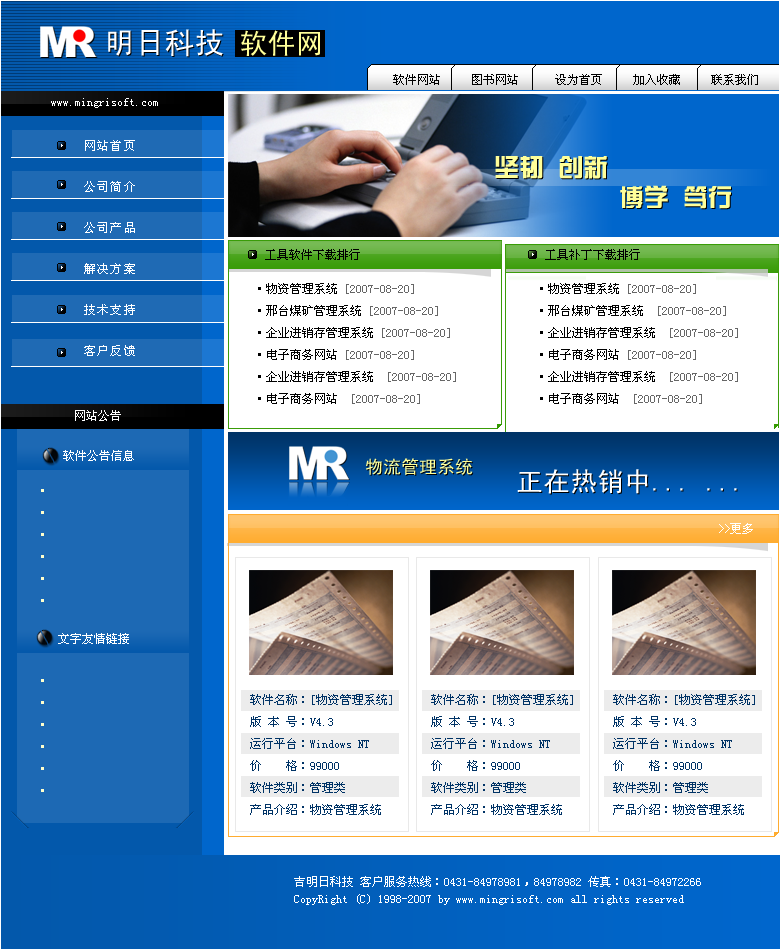 MR 明日科技 软件网
软件网站 图书网站 设为首页 加入收藏 联系我们
www.mingrisoft.com
网站首页
公司简介
公司产品
解决方案
技术支持
客户反馈
网站公告
软件公告信息
文字友情链接
坚韧 创新
博学 笃行
工具软件下载排行
物资管理系统 [2007-08-20]
邢台煤矿管理系统 [2007-08-20]
企业进销存管理系统 [2007-08-20]
电子商务网站 [2007-08-20]
企业进销存管理系统 [2007-08-20]
电子商务网站 [2007-08-20]
工具补丁下载排行
物资管理系统 [2007-08-20]
邢台煤矿管理系统 [2007-08-20]
企业进销存管理系统 [2007-08-20]
电子商务网站 [2007-08-20]
企业进销存管理系统 [2007-08-20]
电子商务网站 [2007-08-20]
MR 物流管理系统 正在热销中... ...
>>更多
软件名称：[物资管理系统]
版 本 号：V4.3
运行平台：Windows NT
价 格：99000
软件类别：管理类
产品介绍：物资管理系统
软件名称：[物资管理系统]
版 本 号：V4.3
运行平台：Windows NT
价 格：99000
软件类别：管理类
产品介绍：物资管理系统
软件名称：[物资管理系统]
版 本 号：V4.3
运行平台：Windows NT
价 格：99000
软件类别：管理类
产品介绍：物资管理系统
吉明日科技 客户服务热线：0431-84978981，84978982 传真：0431-84972266
CopyRight (C) 1998-2007 by www.mingrisoft.com all rights reserved